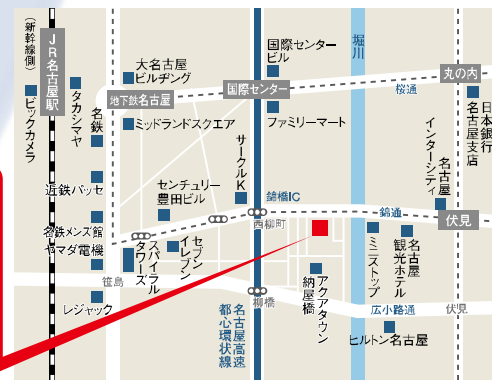 (新幹線側)
ビックカメラ
JR名古屋駅
タカシマヤ
名鉄
近鉄パッセ
名鉄メンズ館
ヤマダ電機
レジャック
笹島
大名古屋
ビルヂング
地下鉄名古屋
ミッドランドスクエア
センチュリー
豊田ビル
スパイラル
タワーズ
セブン
イレブン
サークルK
国際センター
ビル
国際センター
ファミリーマート
錦橋IC
西柳町
柳橋
名古屋高速
都心環状線
堀川
桜通
丸の内
日本銀行
名古屋支店
名古屋
インターシティ
錦通
伏見
ミニストップ
名古屋
観光ホテル
アクアタウン
納屋橋
広小路通
伏見
ヒルトン名古屋